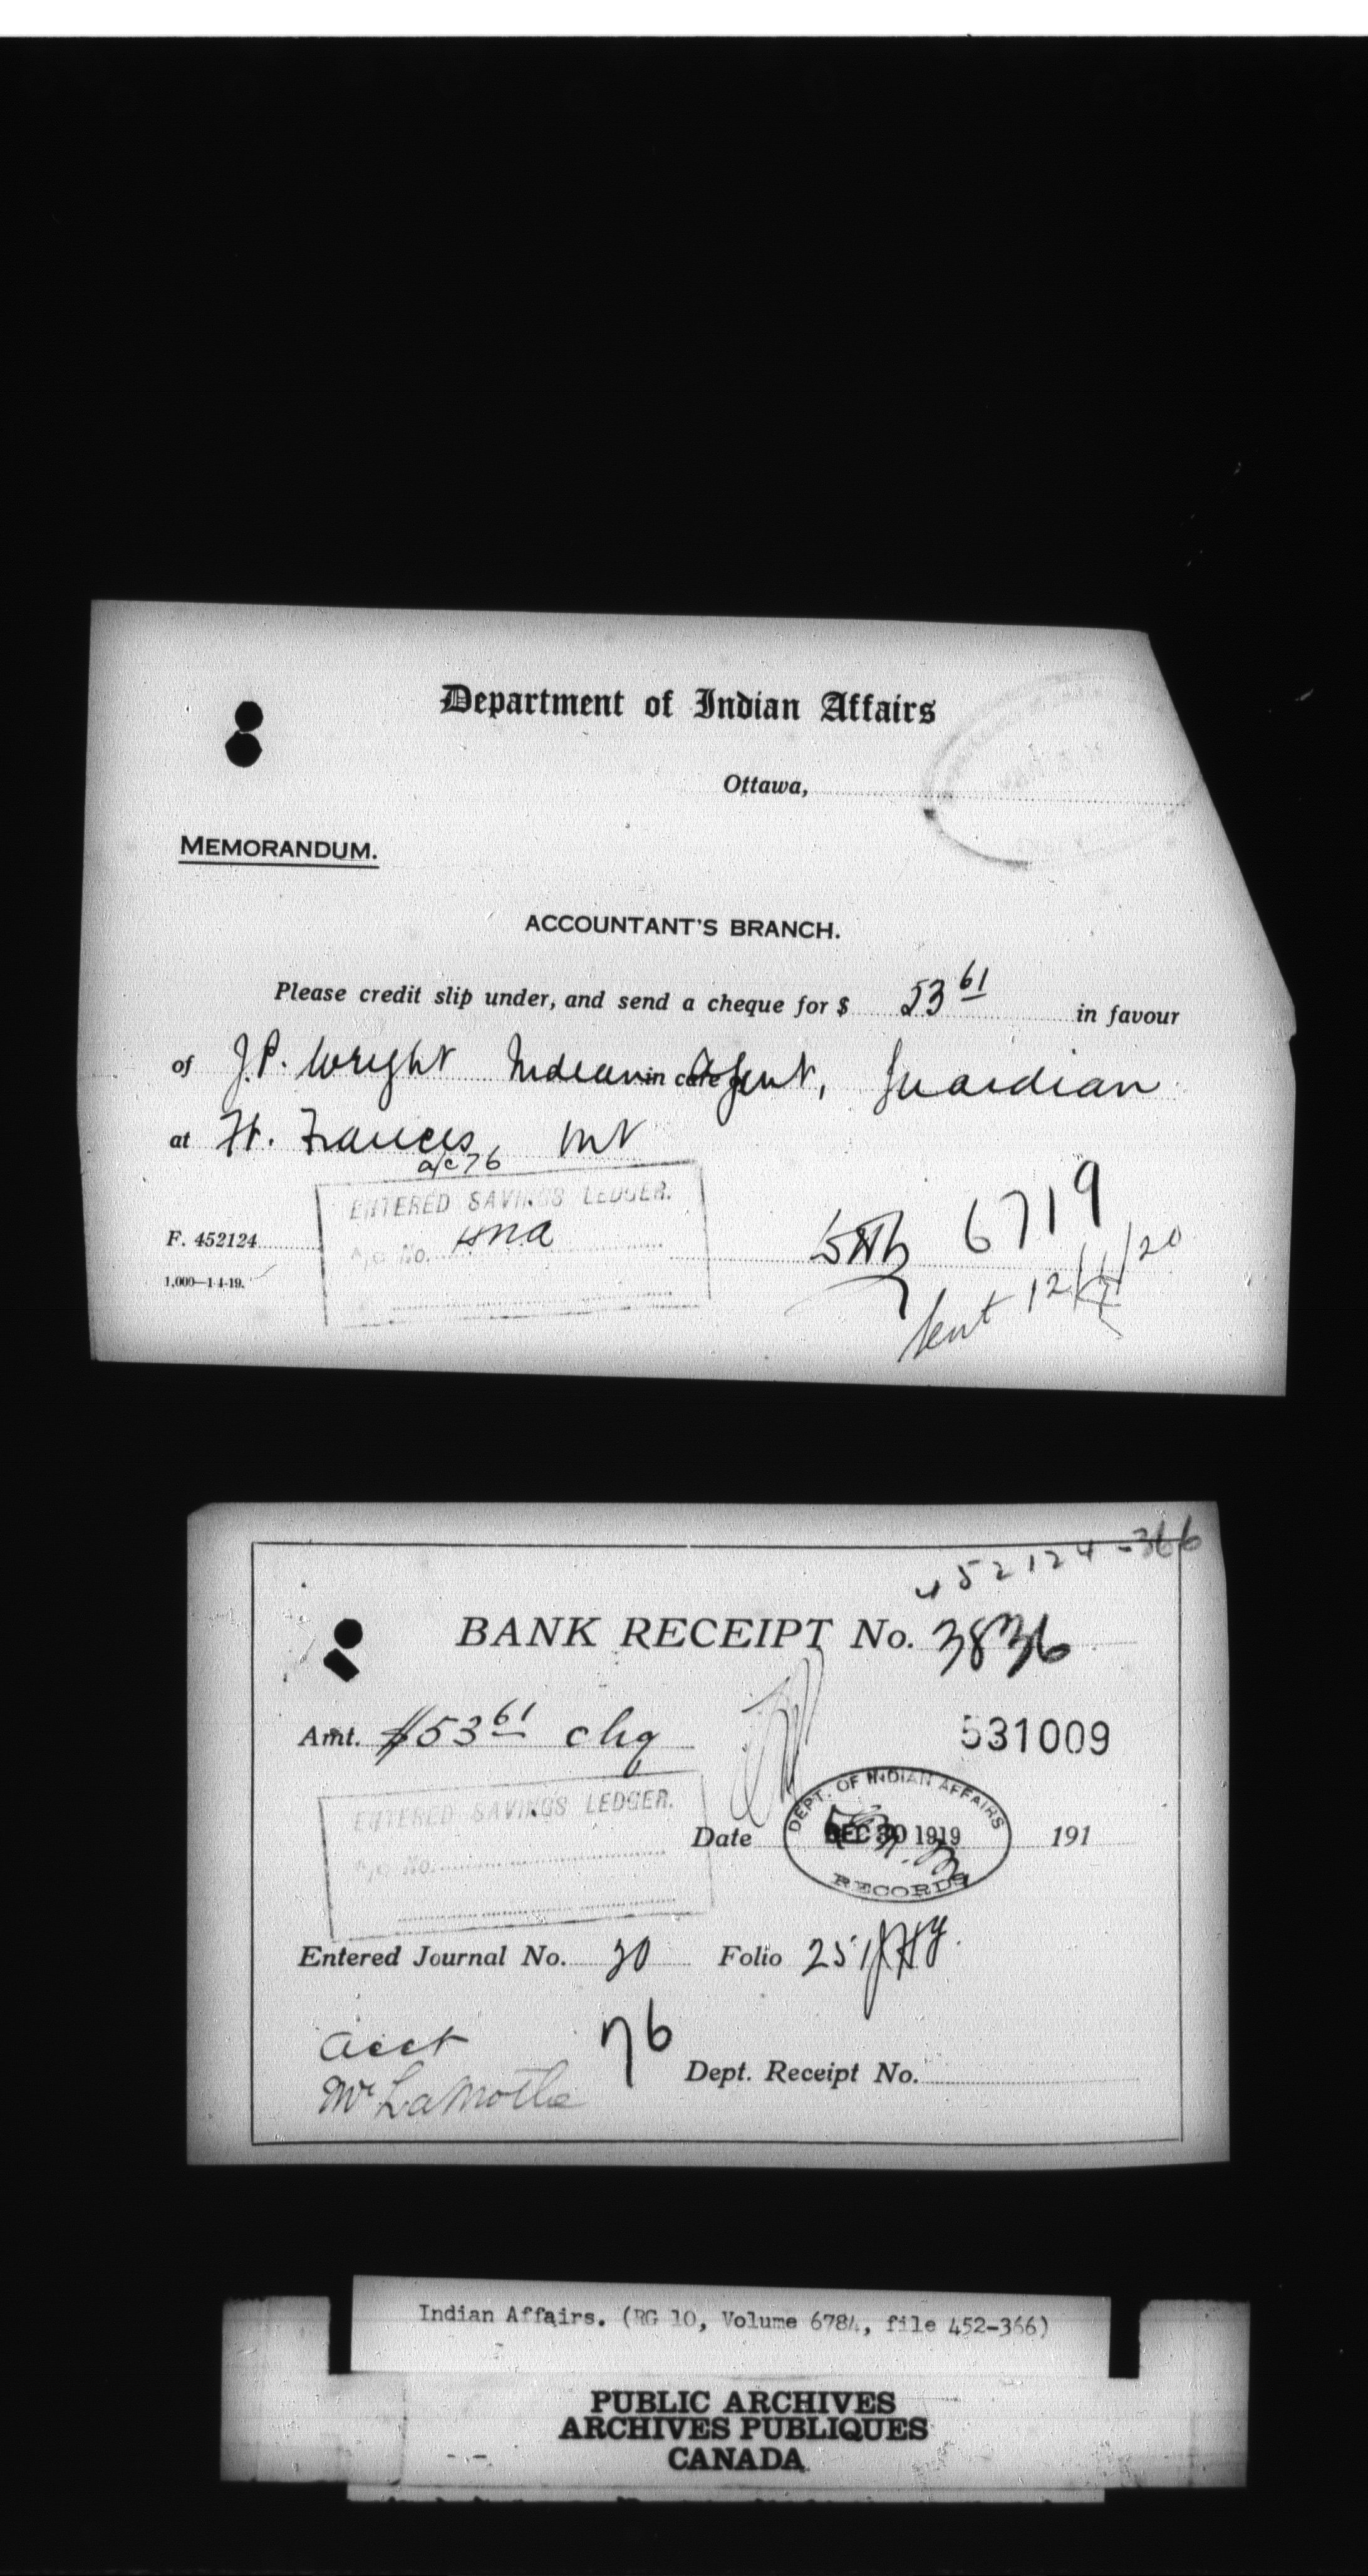 Department of Indian Affairs
Ottawa,
MEMORANDUM.
ACCOUNTANT'S BRANCH.
Please credit slip under, and send a cheque for $ 53 61 in favour
of J.P. Wright Indian in care of Agent, Guardian
at Ft. Frances, Ont
a/c 76
ENTERED SAVINGS LEDGER.
A/C No.
F. 452124
6719
1,000—1-4-19.
Sent 12/1/20
452124-366
BANK RECEIPT No. 3836
Amt. $53 61 chq
531009
ENTERED SAVINGS LEDGER.
A/C No.
DEPT. OF INDIAN AFFAIRS
Date DEC 30 1919 191
RECORDS
Entered Journal No. 30 Folio 251
Acct 76
Dept. Receipt No.
Mr LaMothe
Indian Affairs. (RG 10, Volume 6784, file 452-366)
PUBLIC ARCHIVES
ARCHIVES PUBLIQUES
CANADA